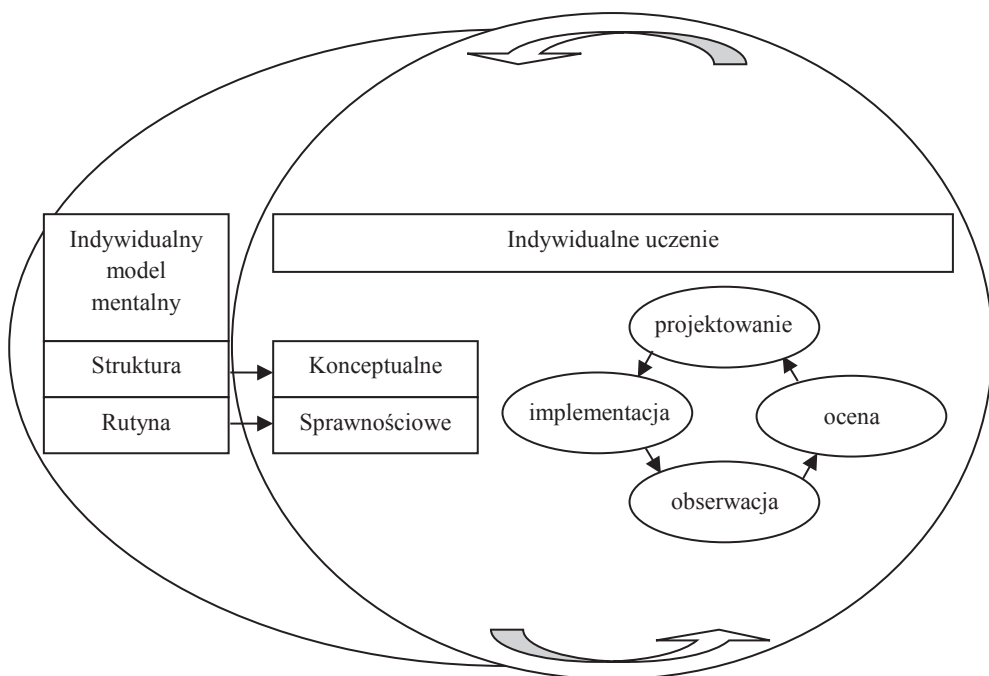 Indywidualny
model
mentalny
Indywidualne uczenie
projektowanie
Struktura
Konceptualne
implementacja
ocena
Rutyna
Sprawnościowe
obserwacja